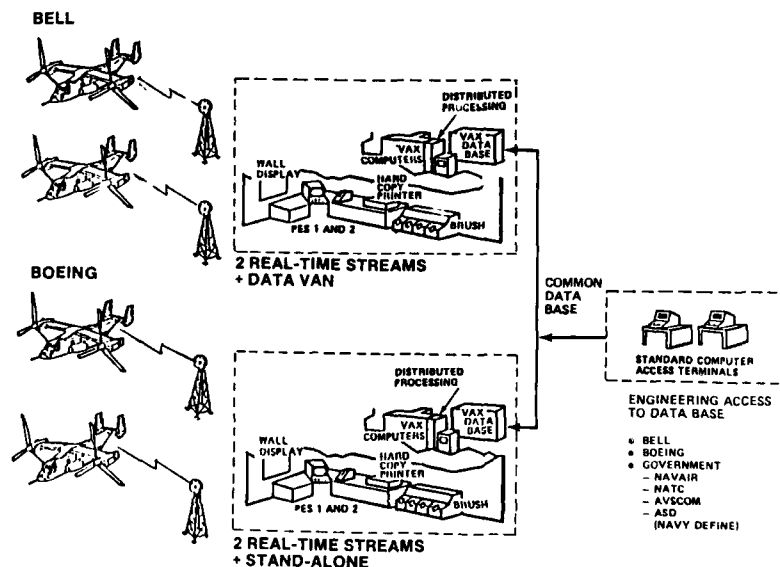 BELL
DISTRIBUTED
PROCESSING
VAX
COMPUTERS
VAX
DATA
BASE
WALL
DISPLAY
HARD
COPY
PRINTER
BRUSH
PES 1 AND 2
2 REAL-TIME STREAMS
+ DATA VAN
BOEING
COMMON
DATA
BASE
STANDARD COMPUTER
ACCESS TERMINALS
DISTRIBUTED
PROCESSING
VAX
COMPUTERS
VAX
DATA
BASE
WALL
DISPLAY
HARD
COPY
PRINTER
BRUSH
PES 1 AND 2
2 REAL-TIME STREAMS
+ STAND-ALONE
ENGINEERING ACCESS
TO DATA BASE
• BELL
• BOEING
• GOVERNMENT
– NAVAIR
– NATC
– AVSCOM
– ASD
(NAVY DEFINE)